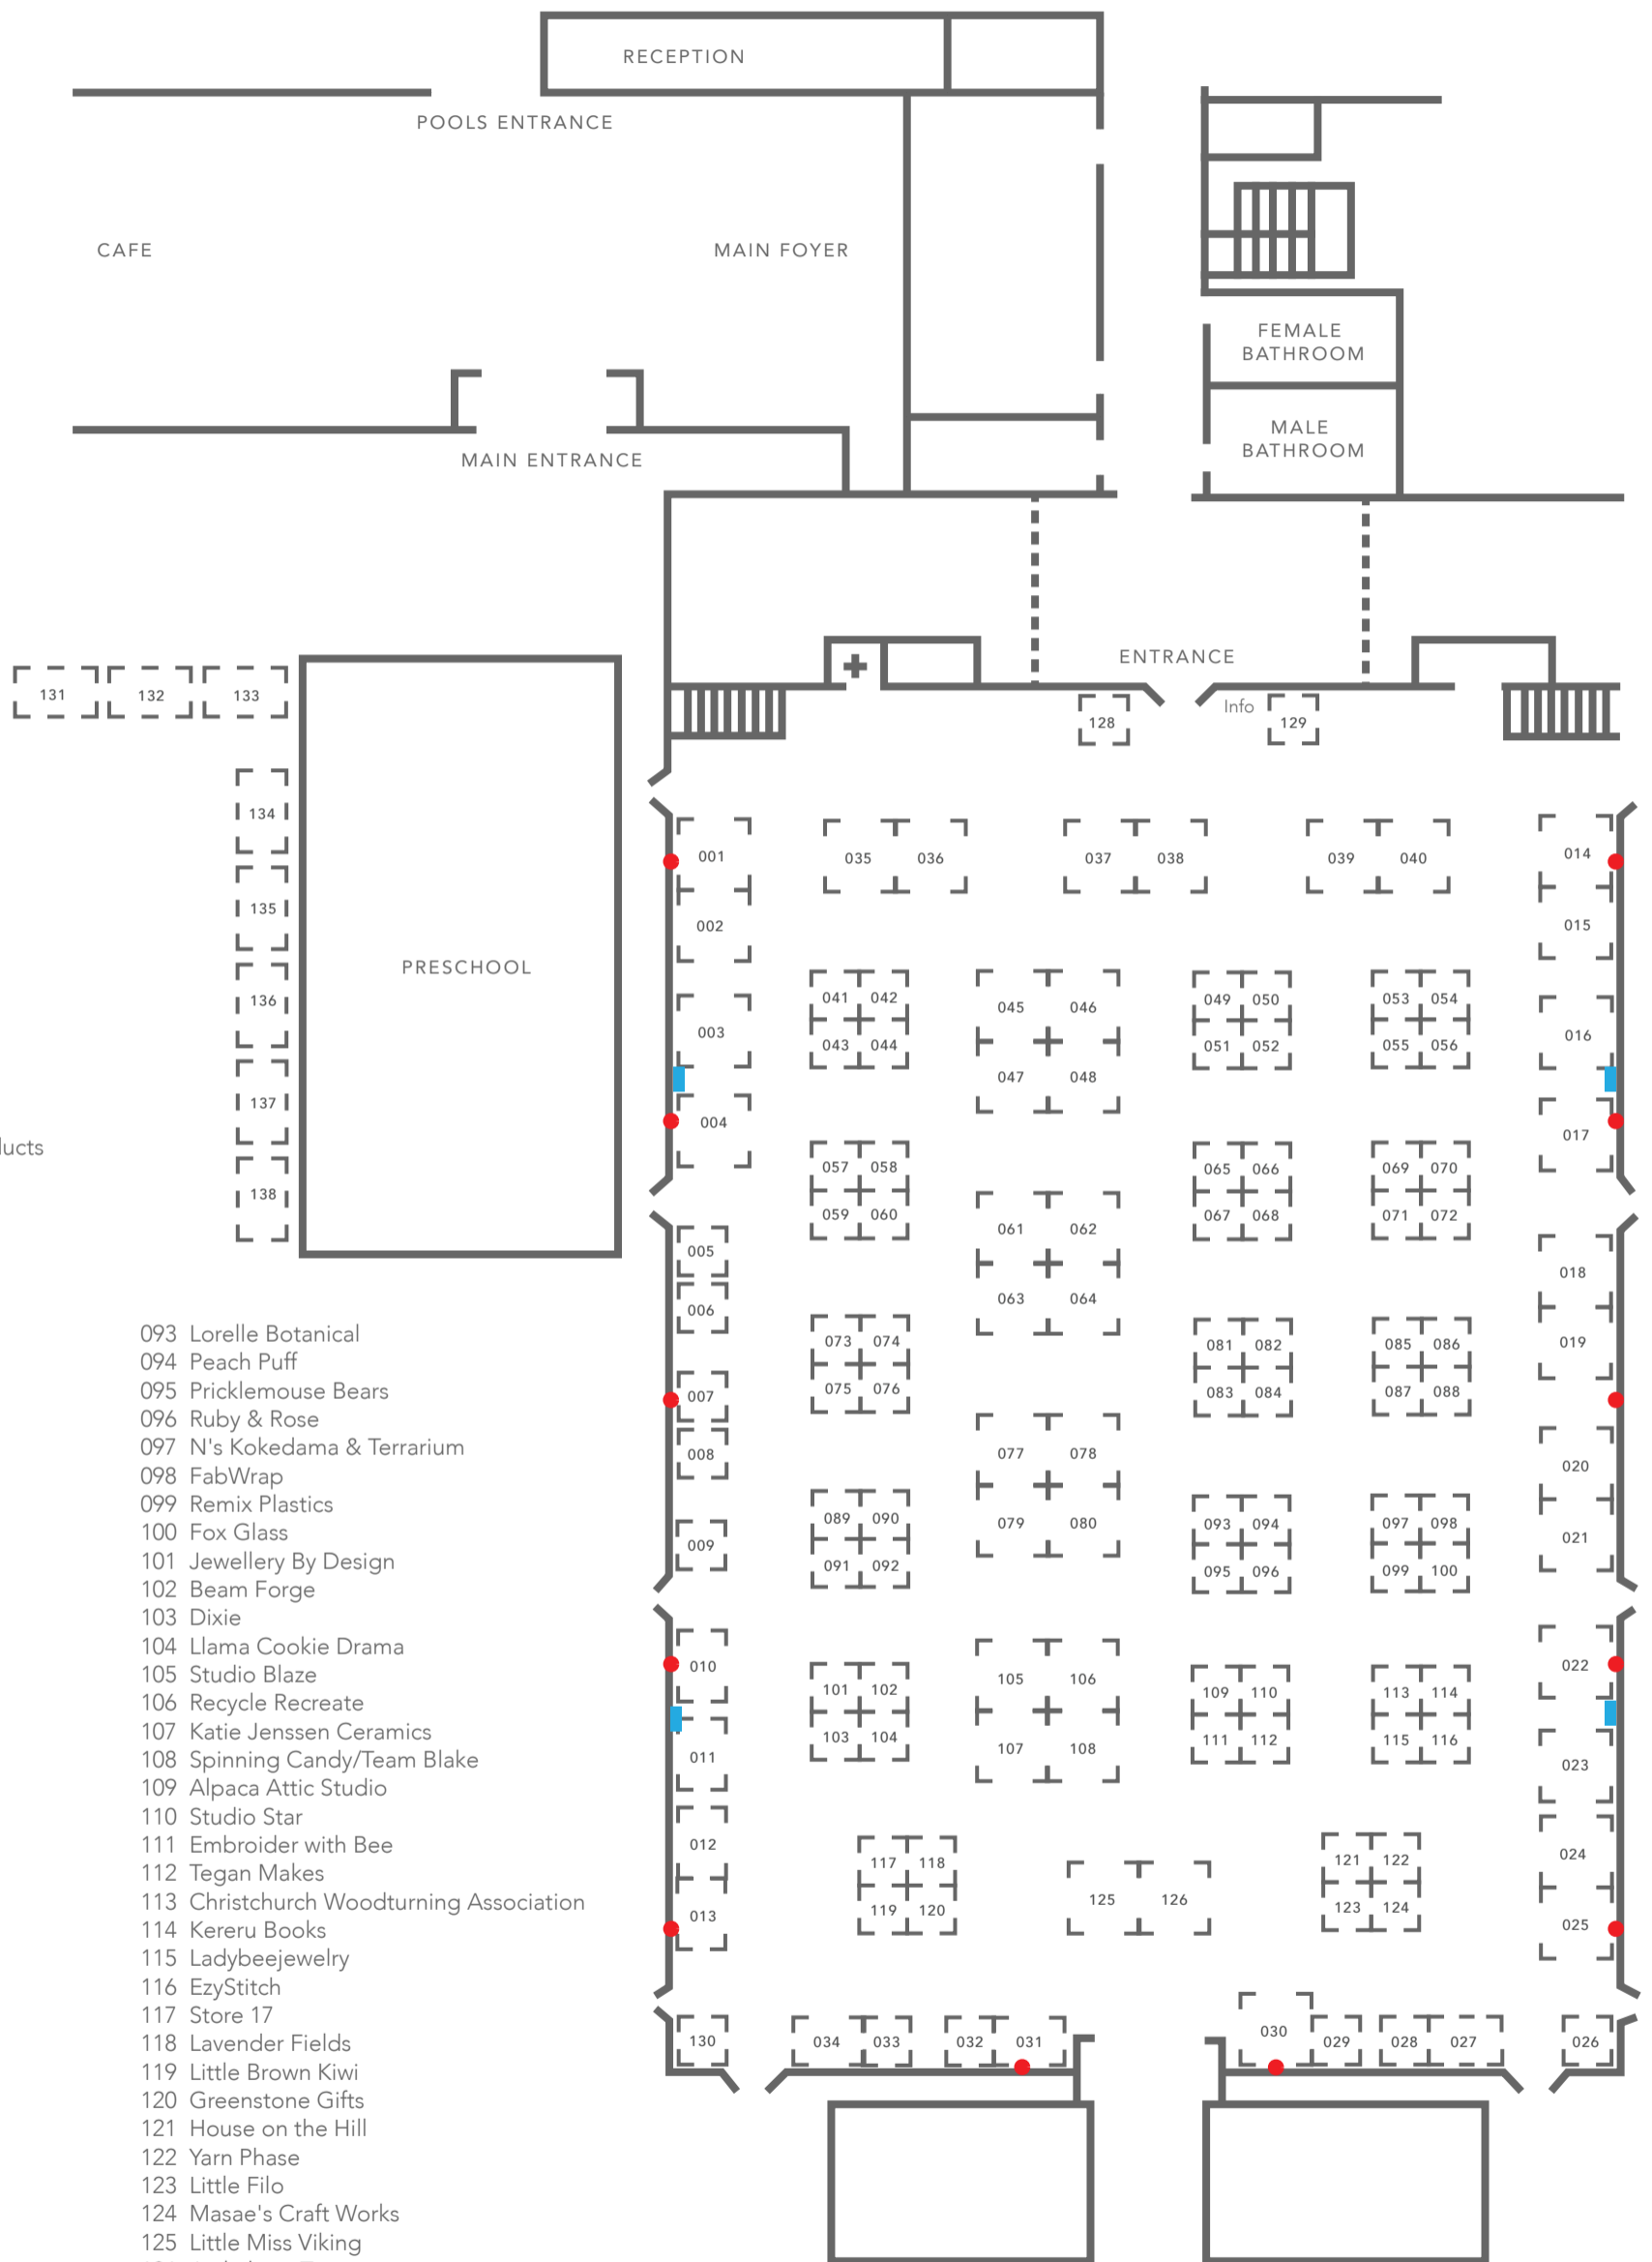 RECEPTION
POOLS ENTRANCE
CAFE
MAIN FOYER
FEMALE
BATHROOM
MALE
BATHROOM
MAIN ENTRANCE
ENTRANCE
131 132 133
Info
128
129
134
001
035 036
037 038
039 040
014
135
002
015
PRESCHOOL
136
003
041 042
043 044
045 046
047 048
049 050
051 052
053 054
055 056
016
137
004
017
ducts
138
057 058
059 060
061 062
063 064
065 066
067 068
069 070
071 072
005
006
018
019
073 074
075 076
081 082
083 084
085 086
087 088
007
008
077 078
079 080
020
021
009
089 090
091 092
093 094
095 096
097 098
099 100
010
101 102
103 104
105 106
107 108
109 110
111 112
113 114
115 116
022
011
023
012
117 118
119 120
125 126
121 122
123 124
024
013
025
130
034 033
032 031
030 029
028 027
026
093 Lorelle Botanical
094 Peach Puff
095 Pricklemouse Bears
096 Ruby & Rose
097 N's Kokedama & Terrarium
098 FabWrap
099 Remix Plastics
100 Fox Glass
101 Jewellery By Design
102 Beam Forge
103 Dixie
104 Llama Cookie Drama
105 Studio Blaze
106 Recycle Recreate
107 Katie Jenssen Ceramics
108 Spinning Candy/Team Blake
109 Alpaca Attic Studio
110 Studio Star
111 Embroider with Bee
112 Tegan Makes
113 Christchurch Woodturning Association
114 Kereru Books
115 Ladybeejewelry
116 EzyStitch
117 Store 17
118 Lavender Fields
119 Little Brown Kiwi
120 Greenstone Gifts
121 House on the Hill
122 Yarn Phase
123 Little Filo
124 Masae's Craft Works
125 Little Miss Viking